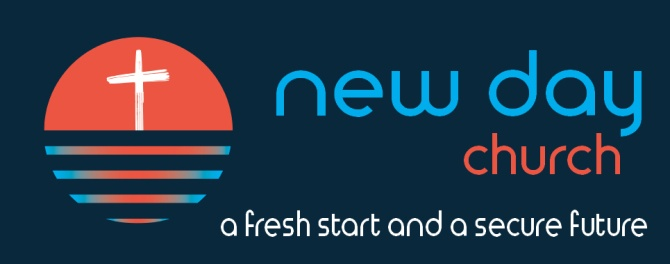 new day
church
a fresh start and a secure future